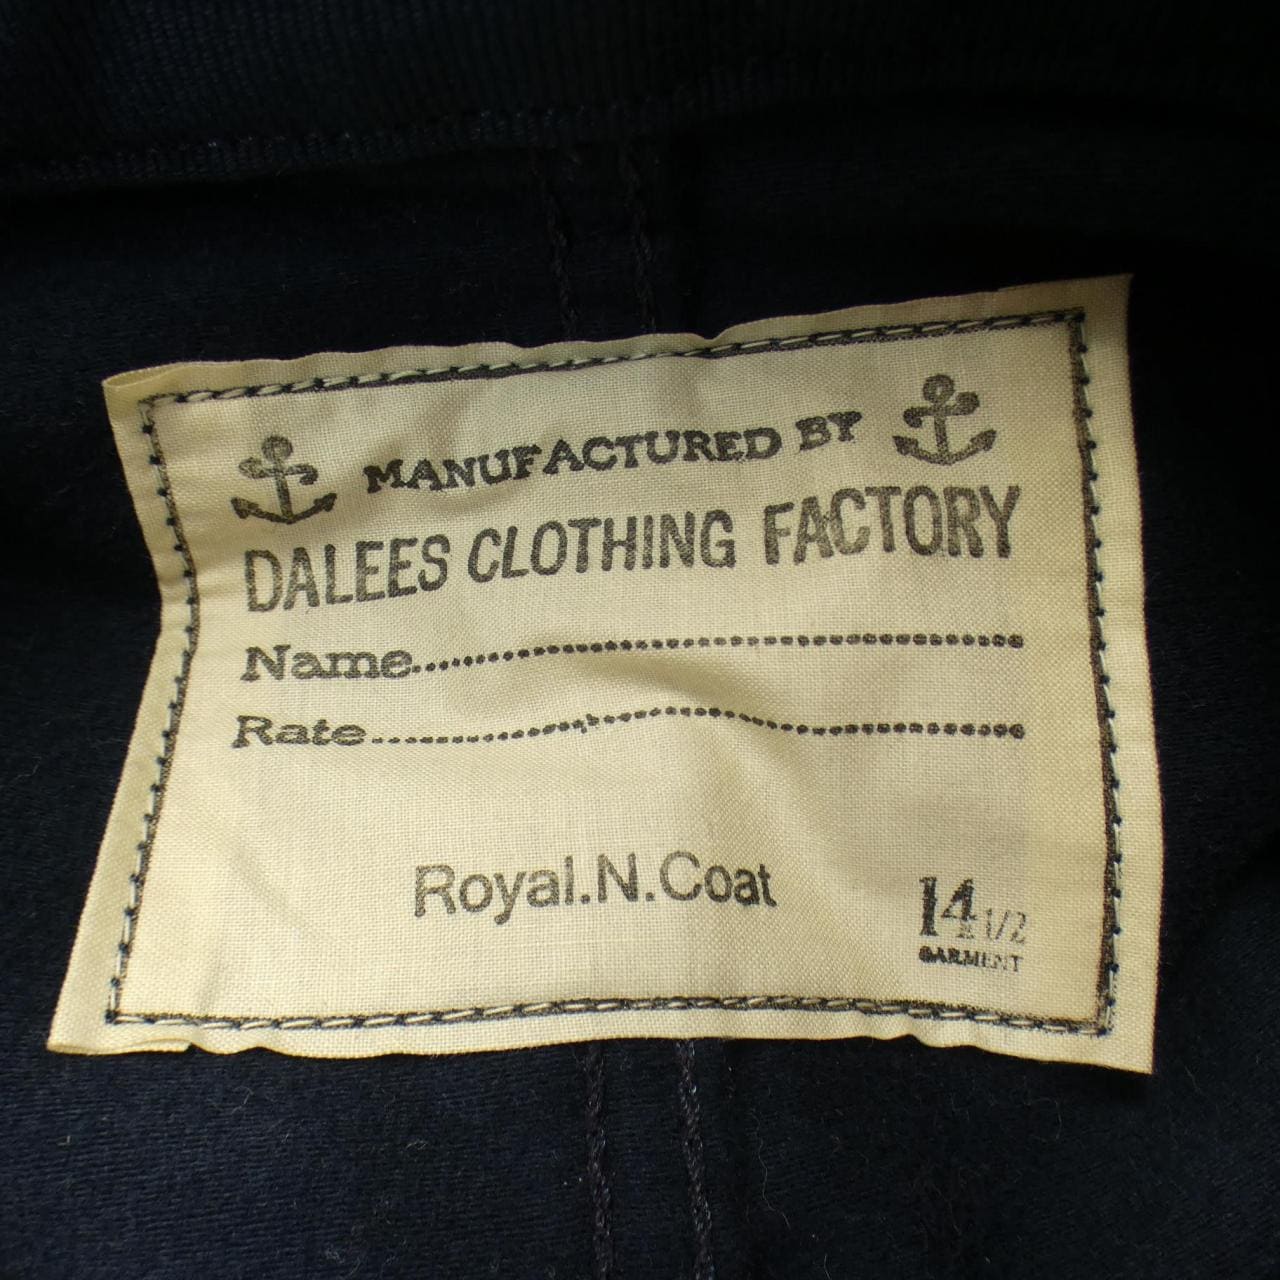 MANUFACTURED BY
DALEES CLOTHING FACTORY
Name..............................
Rate..............................
Royal.N.Coat
14 1/2
GARMENT